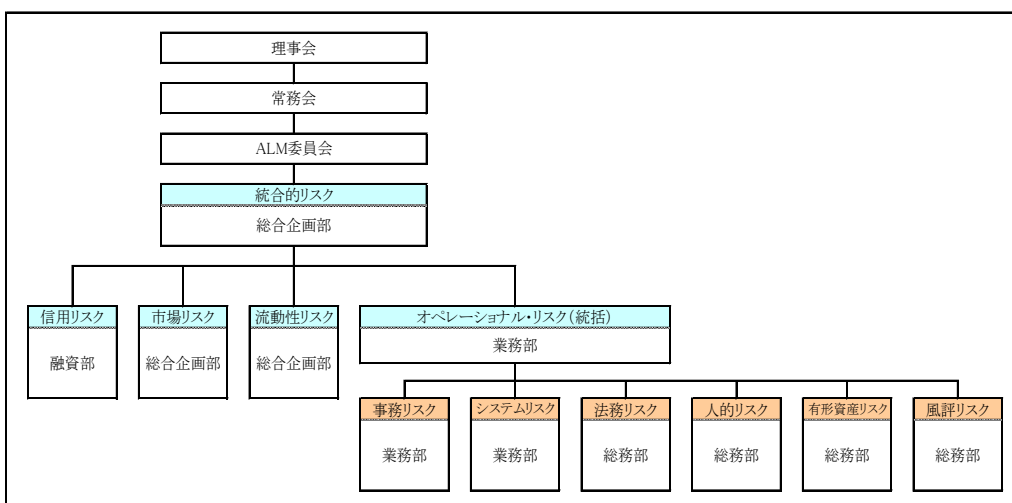 理事会
常務会
ALM委員会
統合的リスク
総合企画部
信用リスク
融資部
市場リスク
総合企画部
流動性リスク
総合企画部
オペレーショナル・リスク(統括)
業務部
事務リスク
業務部
システムリスク
業務部
法務リスク
総務部
人的リスク
総務部
有形資産リスク
総務部
風評リスク
総務部